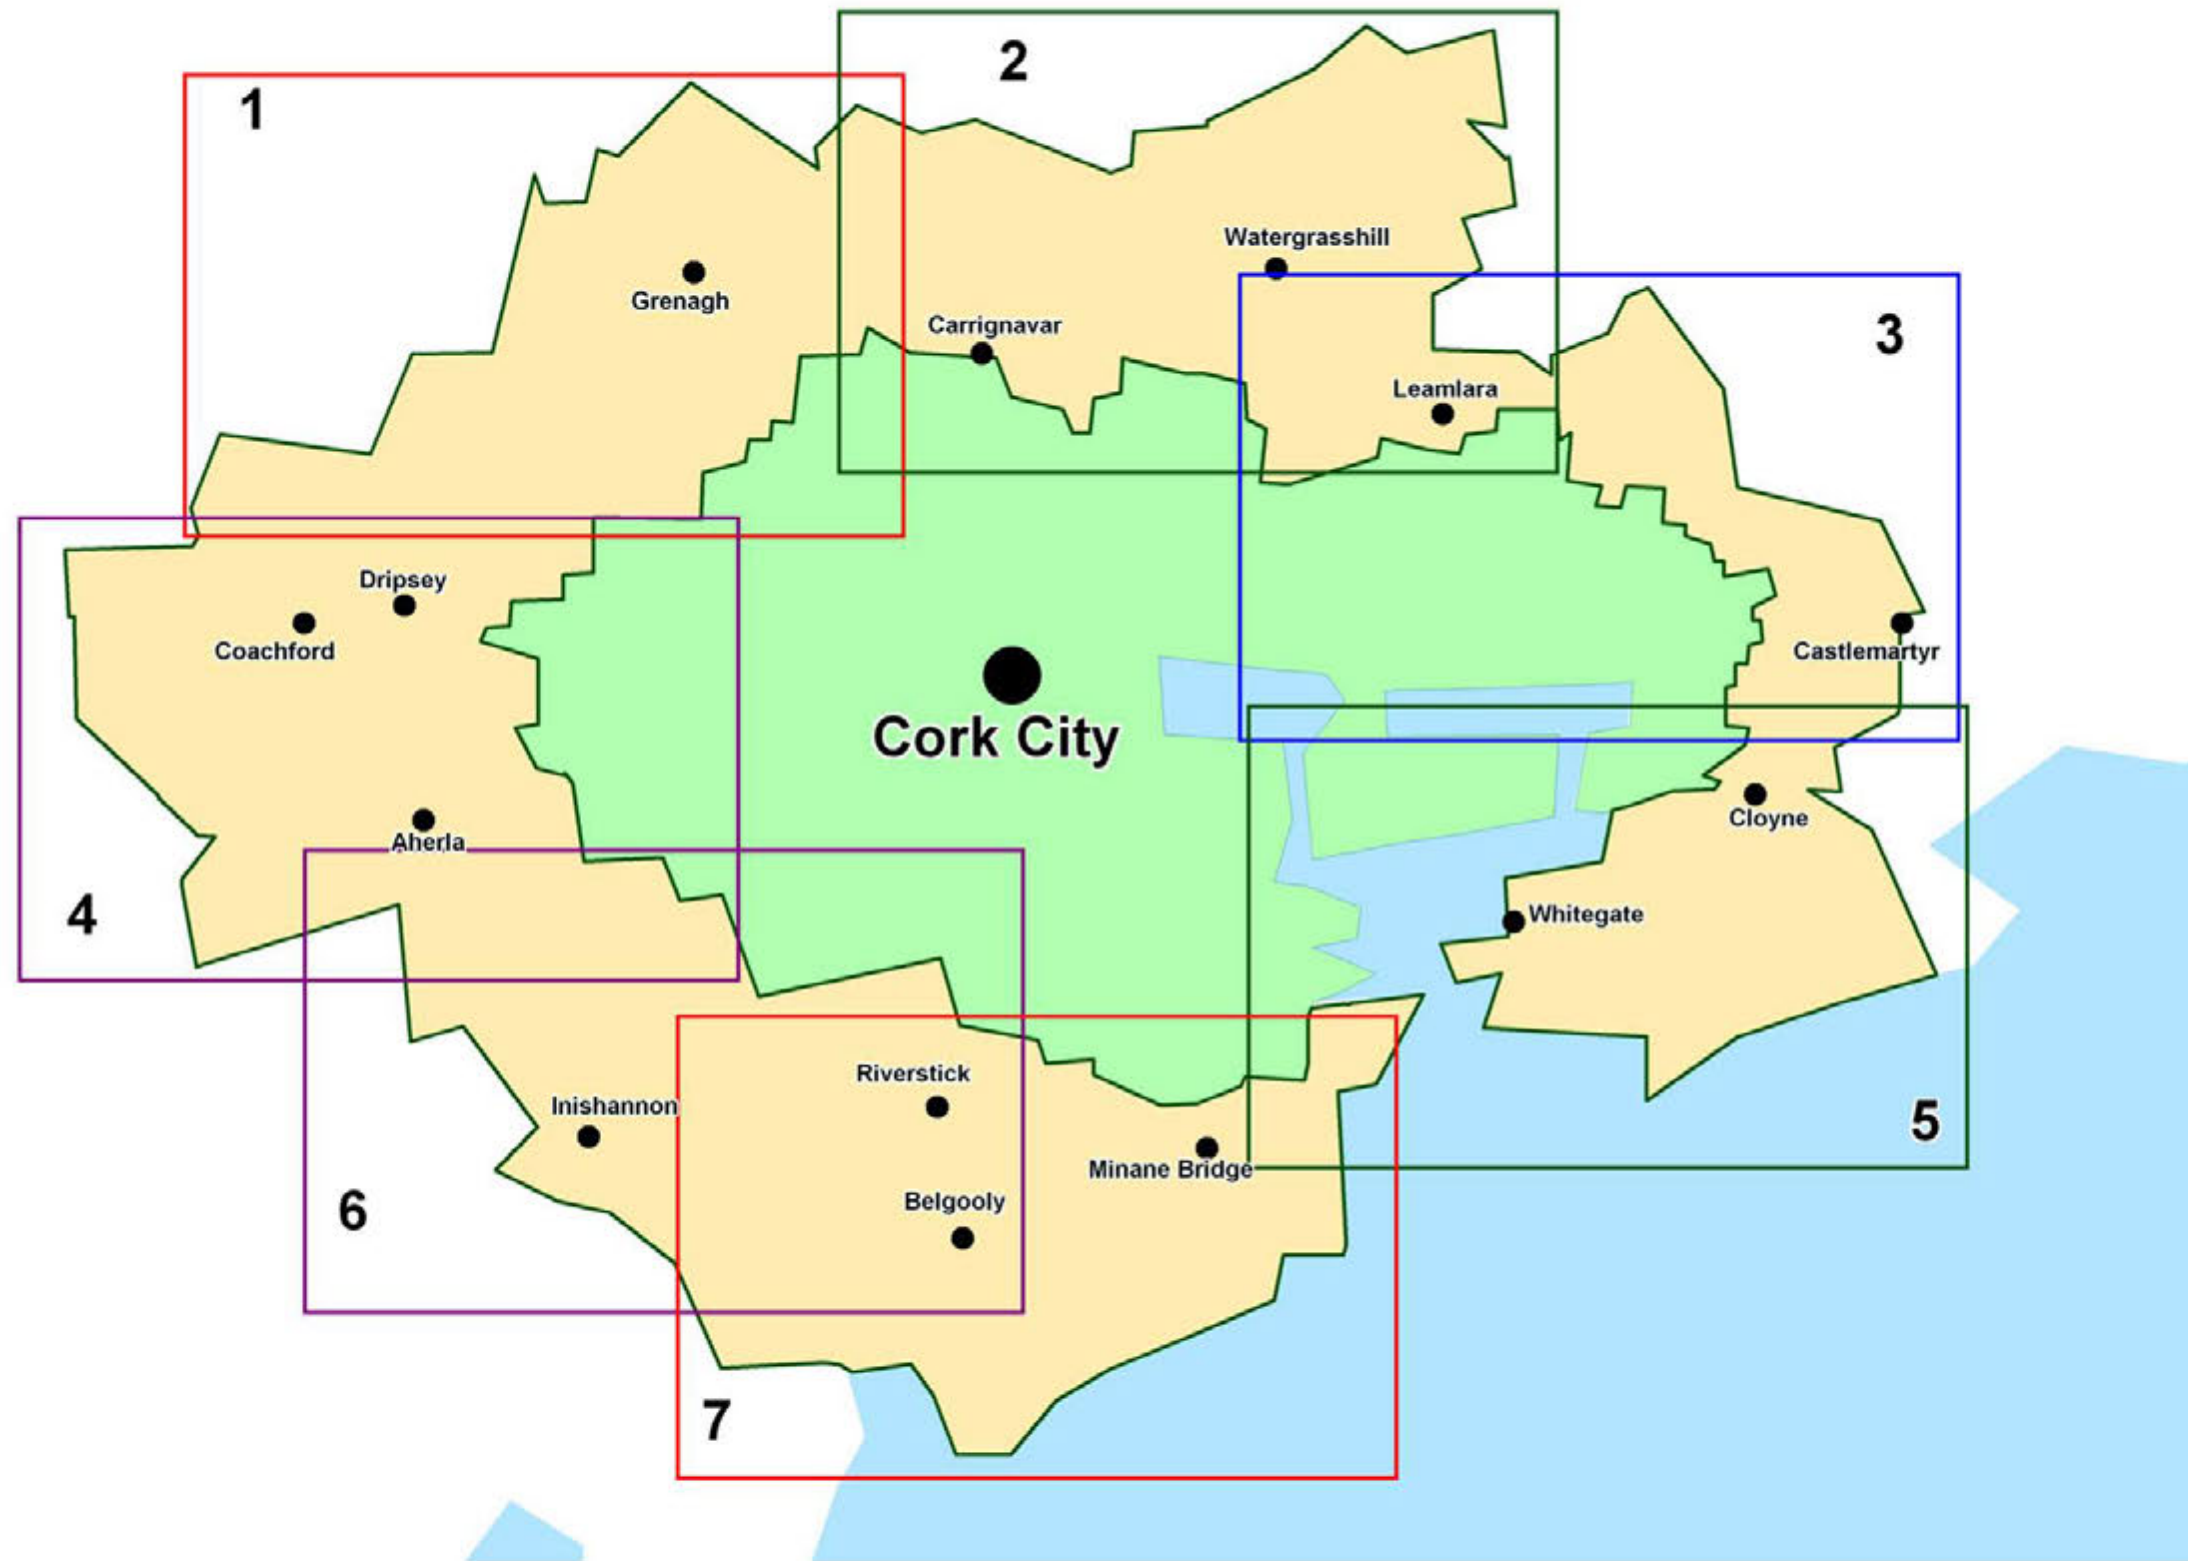 2
1
Watergrasshill
Grenagh
Carrignavar
3
Leamlara
Dripsey
Coachford
Castlemartyr
Cork City
Cloyne
Aherla
4
Whitegate
Riverstick
Inishannon
5
Minane Bridge
Belgooly
6
7